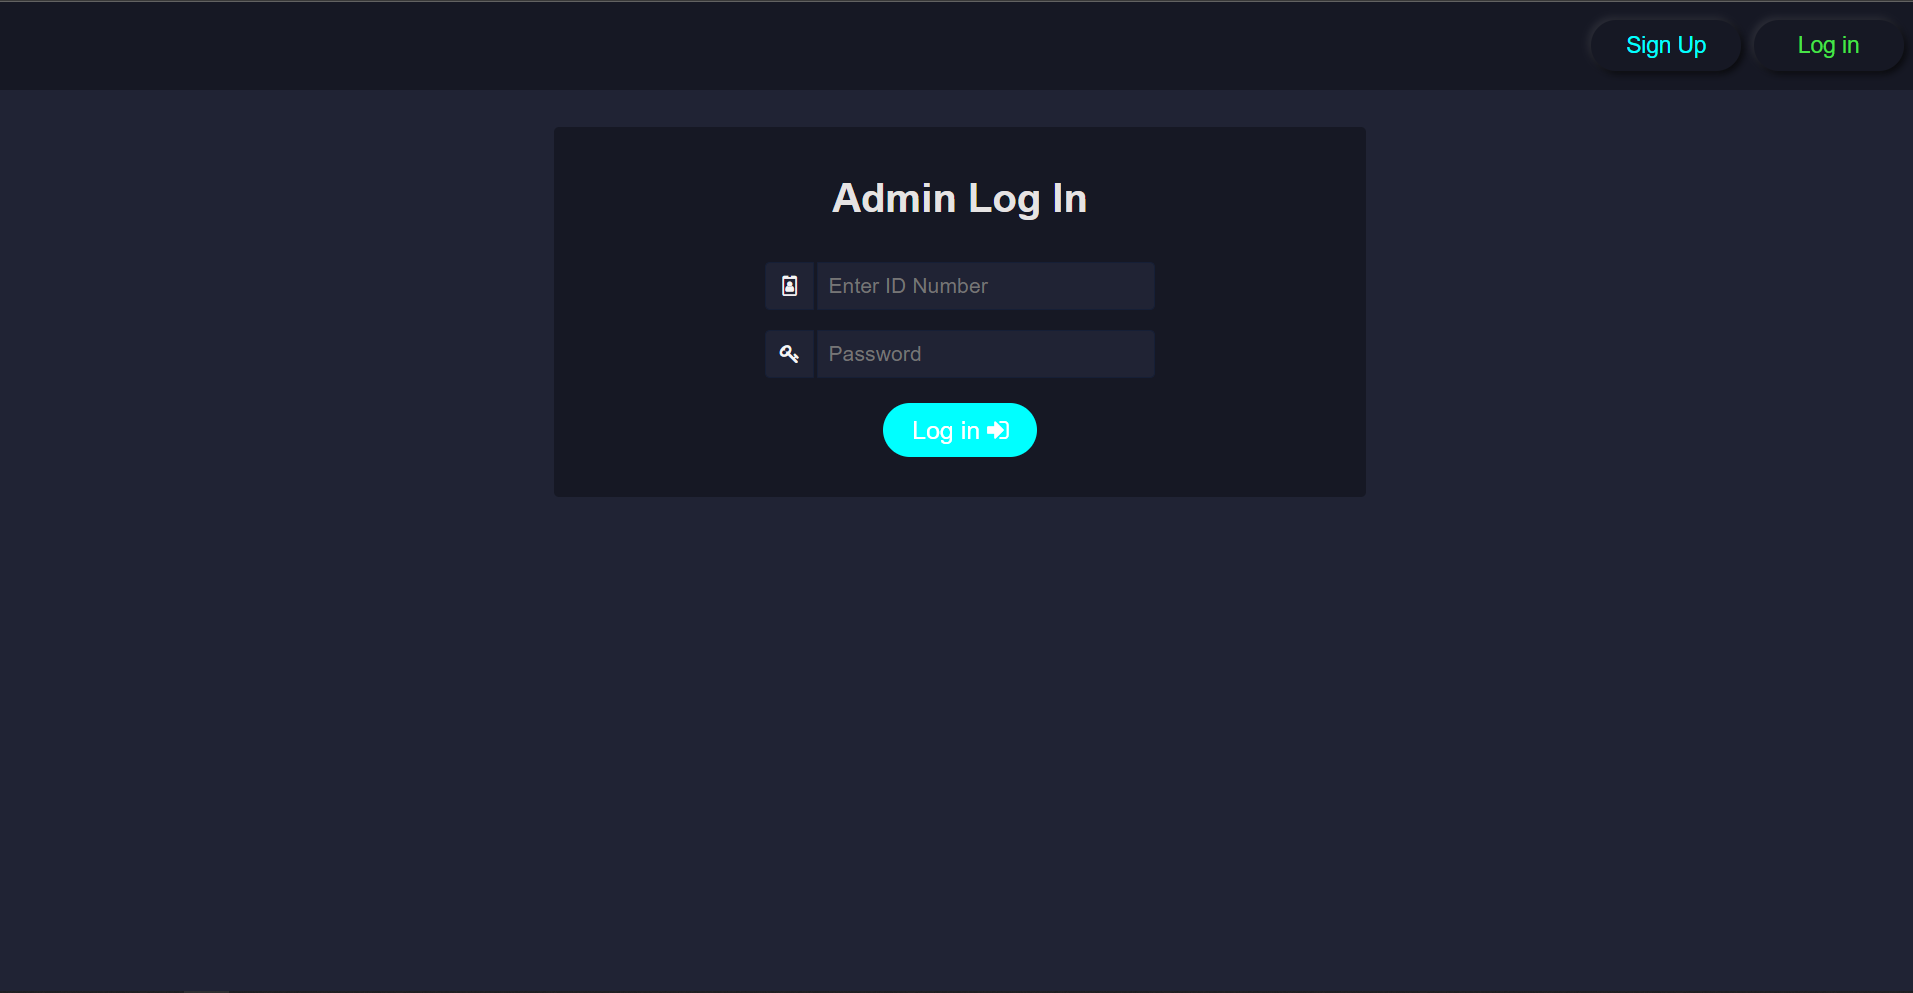 Sign Up
Log in
Admin Log In
Enter ID Number
Password
Log in